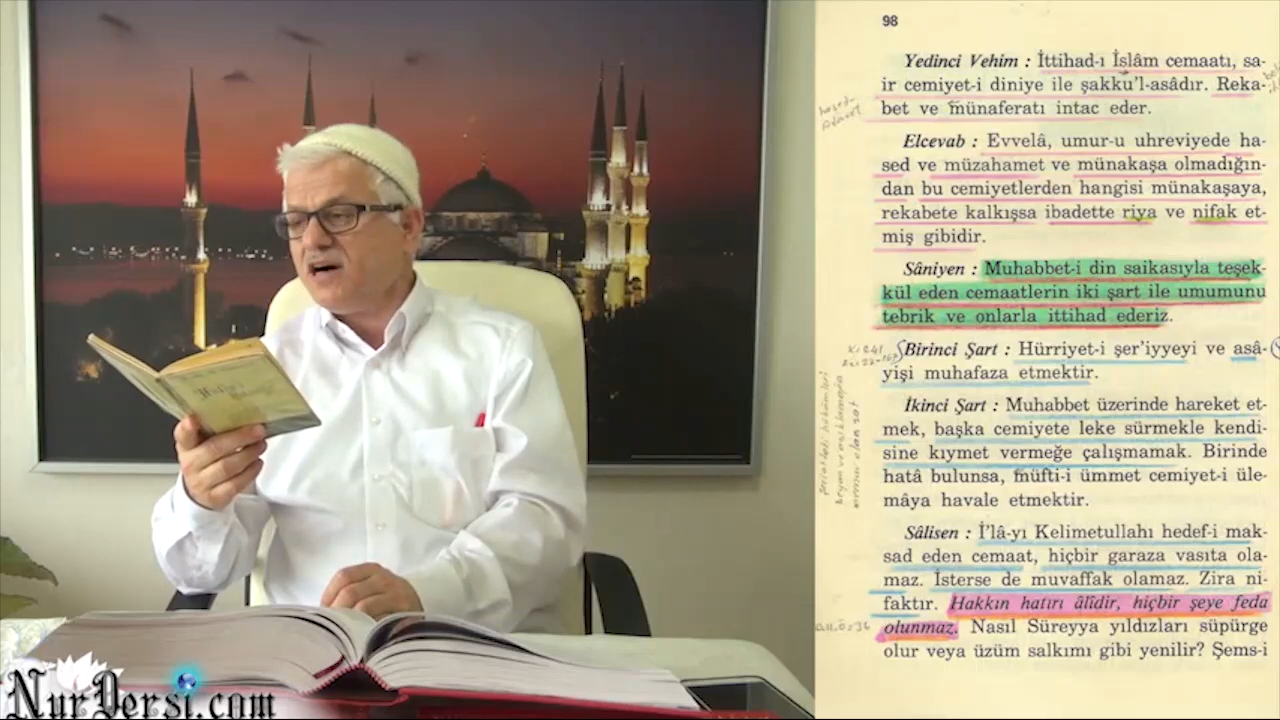 98
Yedinci Vehim : İttihad-ı İslâm cemaatı, sa-
ir cemiyet-i diniye ile şakku'l-asâdır. Reka-
bet ve münaferatı intac eder.
Elcevab : Evvelâ, umur-u uhreviyede ha-
sed ve müzahamet ve münakaşa olmadığın-
dan bu cemiyetlerden hangisi münakaşaya,
rekabete kalkışsa ibadette riya ve nifak et-
miş gibidir.
Sâniyen : Muhabbet-i din saikasıyla teşek-
kül eden cemaatlerin iki şart ile umumunu
tebrik ve onlarla ittihad ederiz.
Birinci Şart : Hürriyet-i şer'iyyeyi ve asâ-
yişi muhafaza etmektir.
İkinci Şart : Muhabbet üzerinde hareket et-
mek, başka cemiyete leke sürmekle kendi-
sine kıymet vermeğe çalışmamak. Birinde
hatâ bulunsa, müfti-i ümmet cemiyet-i üle-
mâya havale etmektir.
Sâlisen : İ'lâ-yı Kelimetullahı hedef-i mak-
sad eden cemaat, hiçbir garaza vasıta ola-
maz. İsterse de muvaffak olamaz. Zira ni-
faktır. Hakkın hatırı âlîdir, hiçbir şeye feda
olunmaz. Nasıl Süreyya yıldızları süpürge
olur veya üzüm salkımı gibi yenilir? Şems-i
NurDersi.com